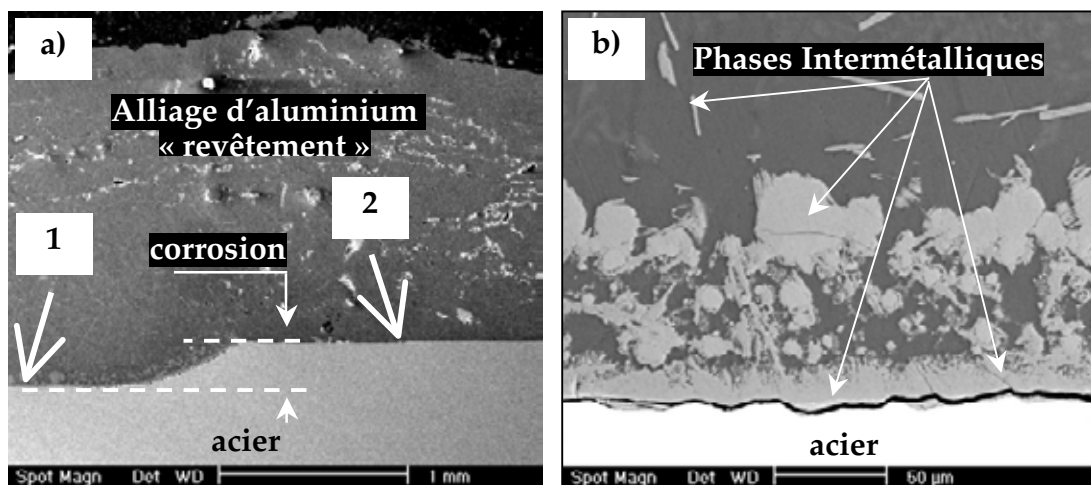 a)
Alliage d'aluminium
« revêtement »
1
2
corrosion
acier
Spot Magn Det WD 1 mm
b)
Phases Intermétalliques
acier
Spot Magn Det WD 50 µm